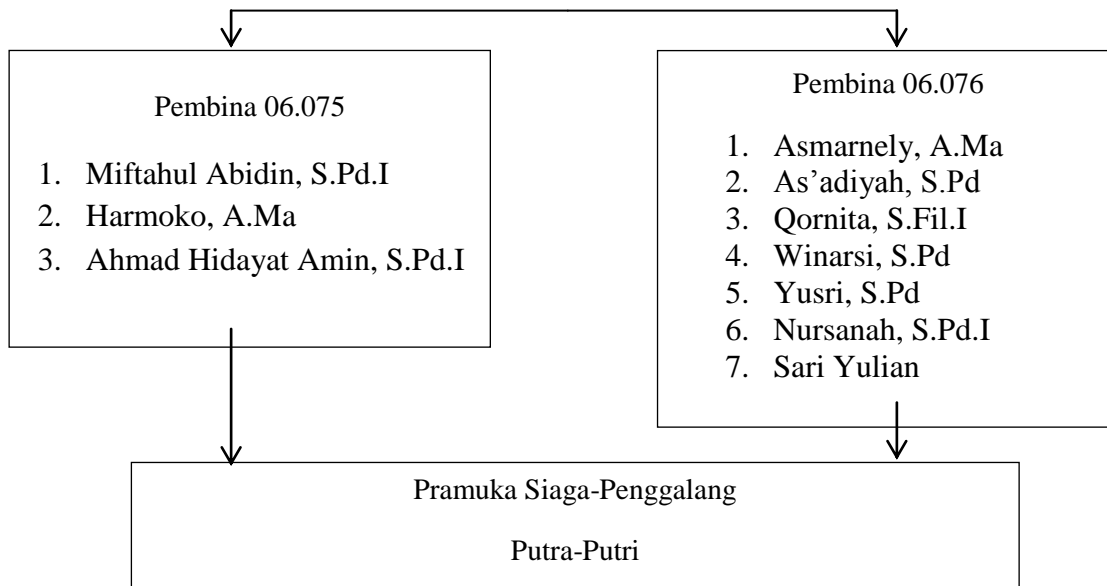 Pembina 06.075
1. Miftahul Abidin, S.Pd.I
2. Harmoko, A.Ma
3. Ahmad Hidayat Amin, S.Pd.I
Pembina 06.076
1. Asmarnely, A.Ma
2. As’adiyah, S.Pd
3. Qornita, S.Fil.I
4. Winarsi, S.Pd
5. Yusri, S.Pd
6. Nursanah, S.Pd.I
7. Sari Yulian
Pramuka Siaga-Penggalang
Putra-Putri